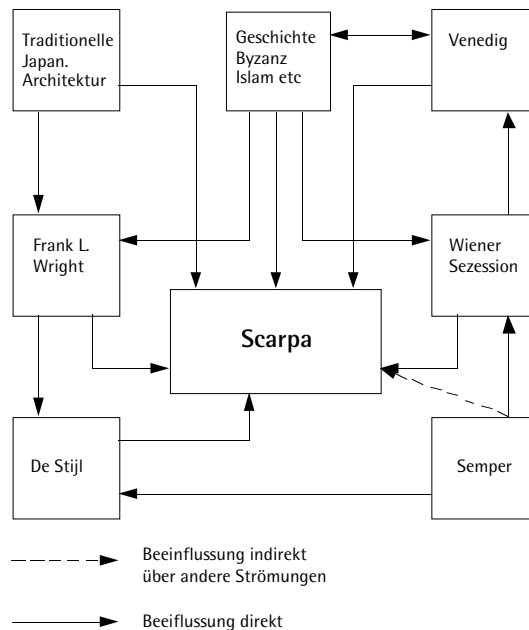 Traditionelle
Japan.
Architektur
Geschichte
Byzanz
Islam etc
Venedig
Frank L.
Wright
Wiener
Sezession
Scarpa
De Stijl
Semper
Beeinflussung indirekt
über andere Strömungen
Beeiflussung direkt